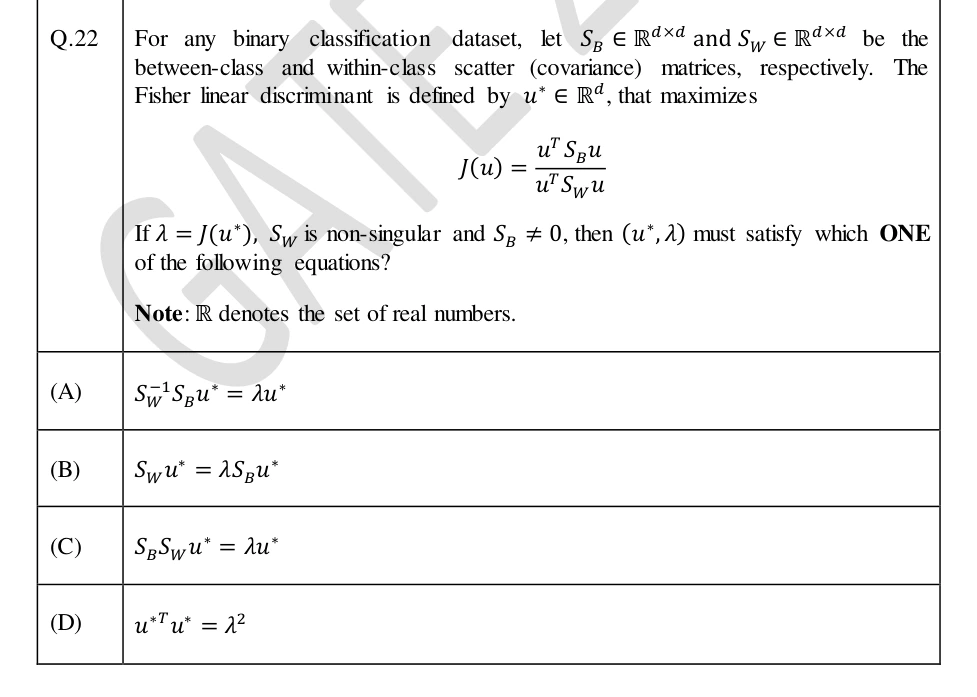 Q.22 For any binary classification dataset, let S_B ∈ ℝ^{d×d} and S_W ∈ ℝ^{d×d} be the
between-class and within-class scatter (covariance) matrices, respectively. The
Fisher linear discriminant is defined by u* ∈ ℝ^d, that maximizes
J(u) = \frac{u^T S_B u}{u^T S_W u}
If λ = J(u*), S_W is non-singular and S_B ≠ 0, then (u*, λ) must satisfy which ONE
of the following equations?
Note: ℝ denotes the set of real numbers.
(A) S_W^{-1} S_B u* = λu*
(B) S_W u* = λS_B u*
(C) S_B S_W u* = λu*
(D) u*^T u* = λ^2
GATE 2